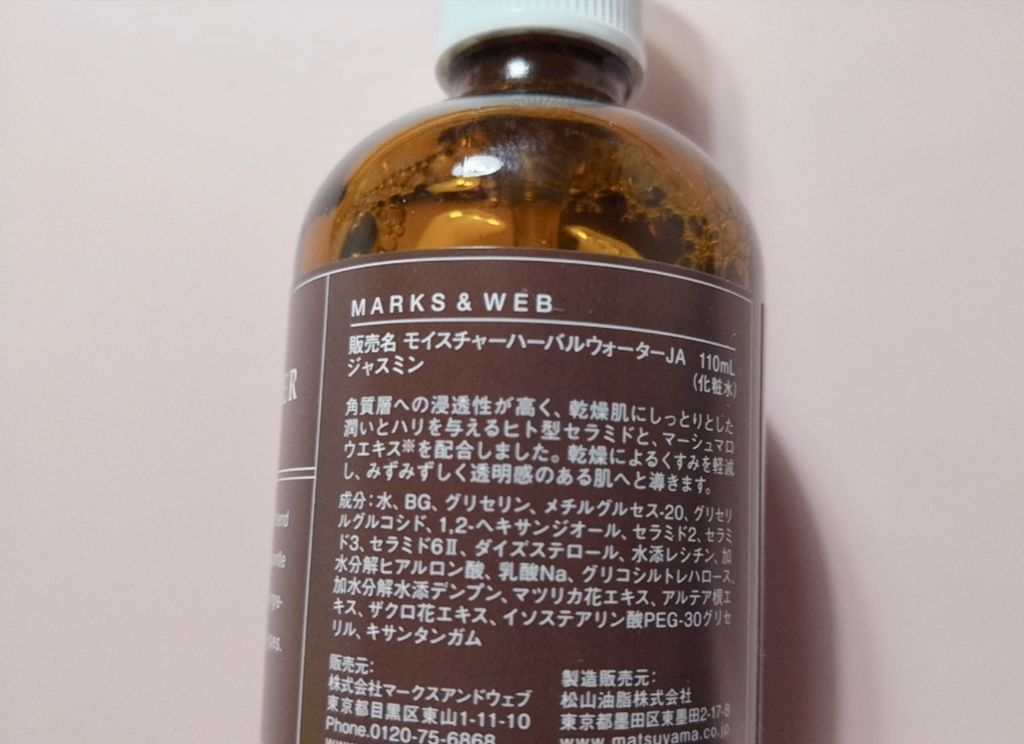 MARKS & WEB
販売名 モイスチャーハーバルウォーターJA 110mL
ジャスミン (化粧水)
角質層への浸透性が高く、乾燥肌にしっとりとした
潤いとハリを与えるヒト型セラミドと、マーシュマロ
ウエキス※を配合しました。乾燥によるくすみを軽減
し、みずみずしく透明感のある肌へと導きます。
成分:水、BG、グリセリン、メチルグルセス-20、グリセリ
ルグルコシド、1,2-ヘキサンジオール、セラミド2、セラミ
ド3、セラミド6Ⅱ、ダイズステロール、水添レシチン、加
水分解ヒアルロン酸、乳酸Na、グリコシルトレハロース、
加水分解水添デンプン、マツリカ花エキス、アルテア根エ
キス、ザクロ花エキス、イソステアリン酸PEG-30グリセ
リル、キサンタンガム
販売元:
株式会社マークスアンドウェブ
東京都目黒区東山1-11-10
Phone.0120-75-6868
製造販売元:
松山油脂株式会社
東京都墨田区東墨田2-17-8
www.matsuyama.co.jp